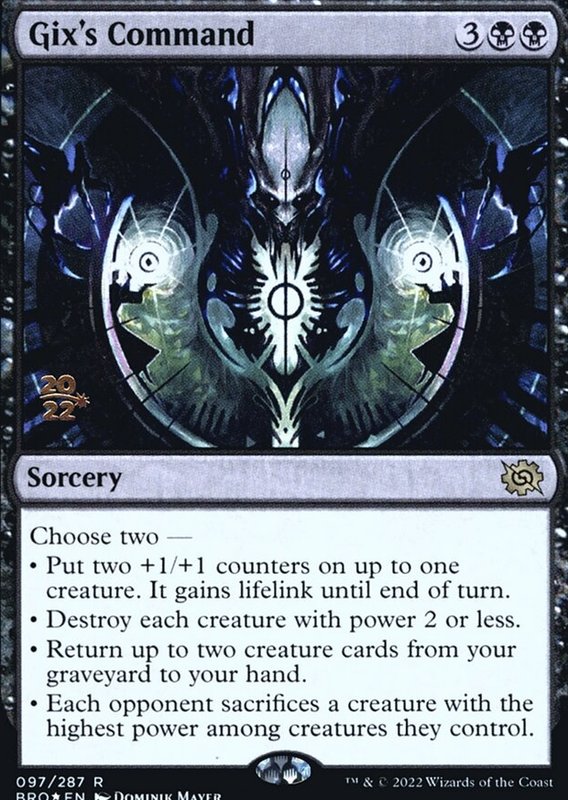 Gix's Command 3
20
22
Sorcery
Choose two —
• Put two +1/+1 counters on up to one
creature. It gains lifelink until end of turn.
• Destroy each creature with power 2 or less.
• Return up to two creature cards from your
graveyard to your hand.
• Each opponent sacrifices a creature with the
highest power among creatures they control.
097/287 R
™ & © 2022 Wizards of the Coast
BRO★EN Dominik Mayer